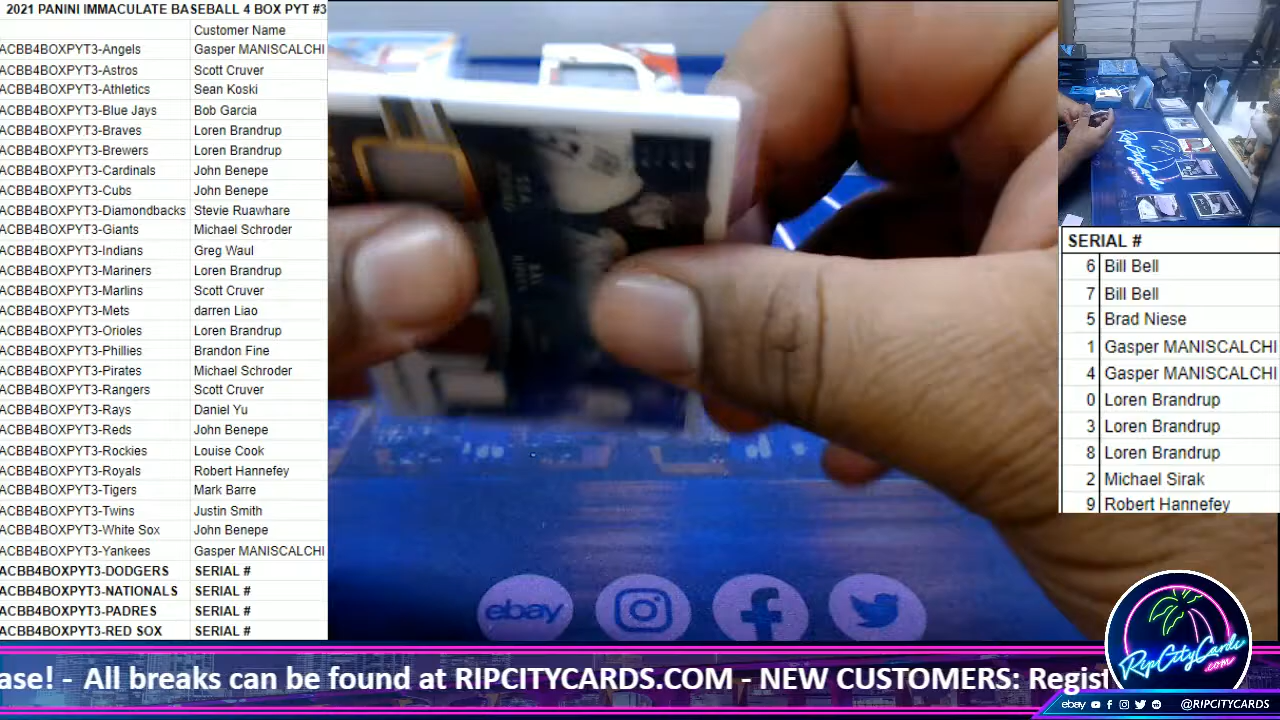 2021 PANINI IMMACULATE BASEBALL 4 BOX PYT #3
Customer Name
ACBB4BOXPYT3-Angels Gasper MANISCALCHI
ACBB4BOXPYT3-Astros Scott Cruver
ACBB4BOXPYT3-Athletics Sean Koski
ACBB4BOXPYT3-Blue Jays Bob Garcia
ACBB4BOXPYT3-Braves Loren Brandrup
ACBB4BOXPYT3-Brewers Loren Brandrup
ACBB4BOXPYT3-Cardinals John Benepe
ACBB4BOXPYT3-Cubs John Benepe
ACBB4BOXPYT3-Diamondbacks Stevie Ruawhare
ACBB4BOXPYT3-Giants Michael Schroder
ACBB4BOXPYT3-Indians Greg Waul
ACBB4BOXPYT3-Mariners Loren Brandrup
ACBB4BOXPYT3-Marlins Scott Cruver
ACBB4BOXPYT3-Mets darren Liao
ACBB4BOXPYT3-Orioles Loren Brandrup
ACBB4BOXPYT3-Phillies Brandon Fine
ACBB4BOXPYT3-Pirates Michael Schroder
ACBB4BOXPYT3-Rangers Scott Cruver
ACBB4BOXPYT3-Rays Daniel Yu
ACBB4BOXPYT3-Reds John Benepe
ACBB4BOXPYT3-Rockies Louise Cook
ACBB4BOXPYT3-Royals Robert Hannefey
ACBB4BOXPYT3-Tigers Mark Barre
ACBB4BOXPYT3-Twins Justin Smith
ACBB4BOXPYT3-White Sox John Benepe
ACBB4BOXPYT3-Yankees Gasper MANISCALCHI
ACBB4BOXPYT3-DODGERS SERIAL #
ACBB4BOXPYT3-NATIONALS SERIAL #
ACBB4BOXPYT3-PADRES SERIAL #
ACBB4BOXPYT3-RED SOX SERIAL #
RipCityCards
SERIAL #
6 Bill Bell
7 Bill Bell
5 Brad Niese
1 Gasper MANISCALCHI
4 Gasper MANISCALCHI
0 Loren Brandrup
3 Loren Brandrup
8 Loren Brandrup
2 Michael Sirak
9 Robert Hannefey
ebay
RipCityCards
.com
ase! - All breaks can be found at RIPCITYCARDS.COM - NEW CUSTOMERS: Regist
ebay @RIPCITYCARDS